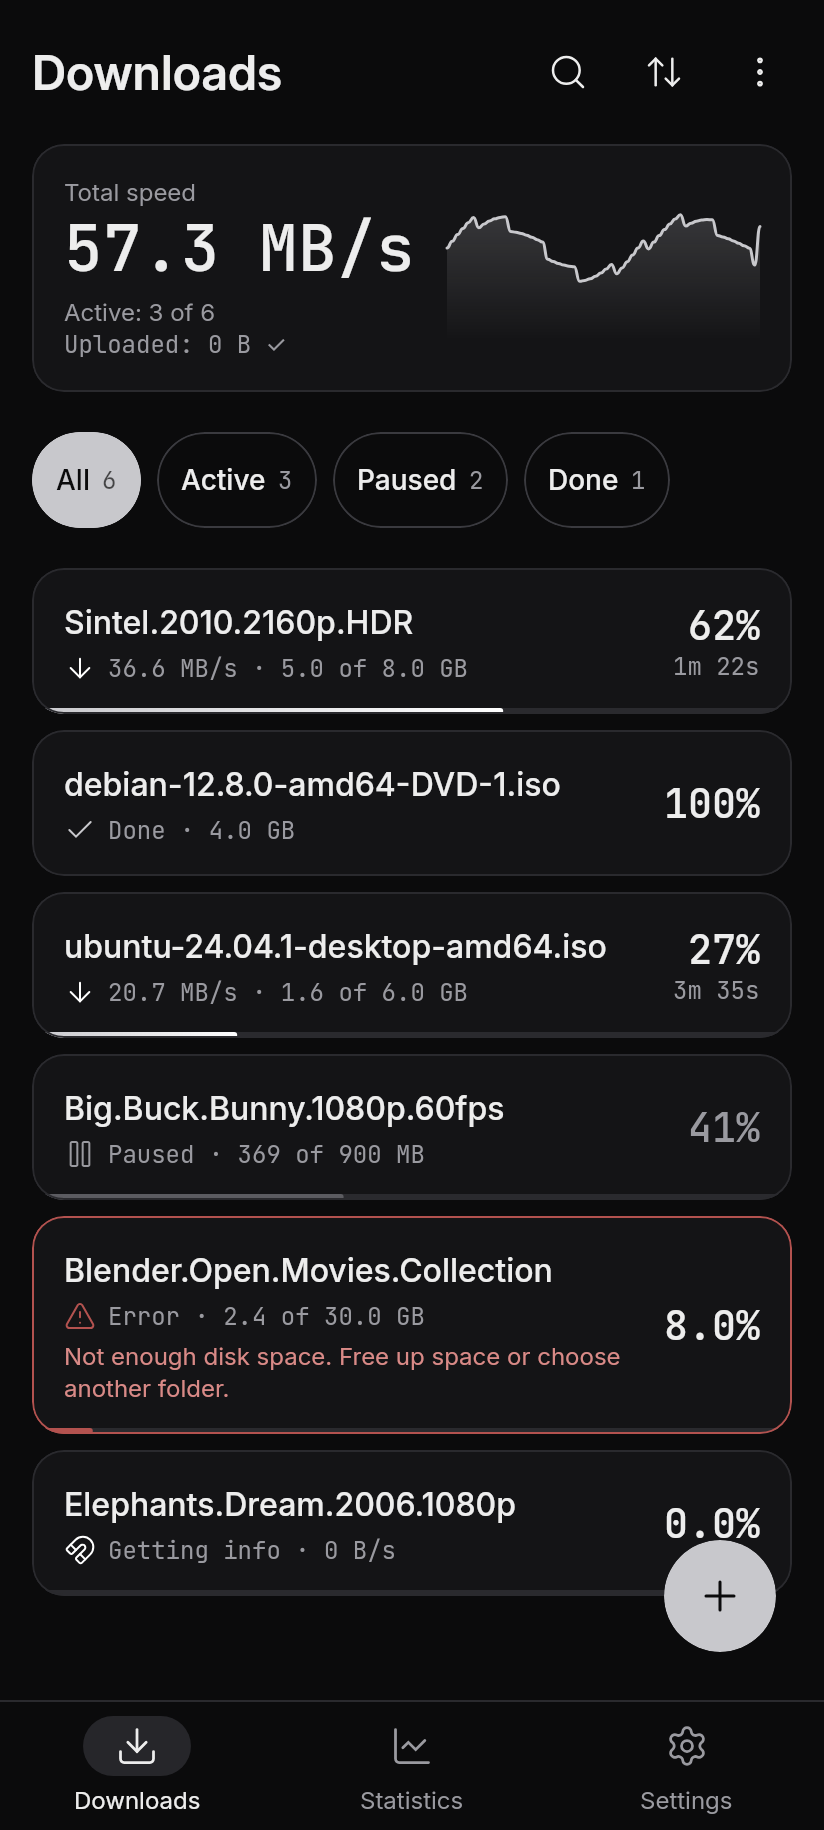 Downloads
Total speed
57.3 MB/s
Active: 3 of 6
Uploaded: 0 B ✓
All 6
Active 3
Paused 2
Done 1
Sintel.2010.2160p.HDR
62%
36.6 MB/s · 5.0 of 8.0 GB
1m 22s
debian-12.8.0-amd64-DVD-1.iso
100%
Done · 4.0 GB
ubuntu-24.04.1-desktop-amd64.iso
27%
20.7 MB/s · 1.6 of 6.0 GB
3m 35s
Big.Buck.Bunny.1080p.60fps
41%
Paused · 369 of 900 MB
Blender.Open.Movies.Collection
Error · 2.4 of 30.0 GB
8.0%
Not enough disk space. Free up space or choose
another folder.
Elephants.Dream.2006.1080p
0.0%
Getting info · 0 B/s
Downloads
Statistics
Settings